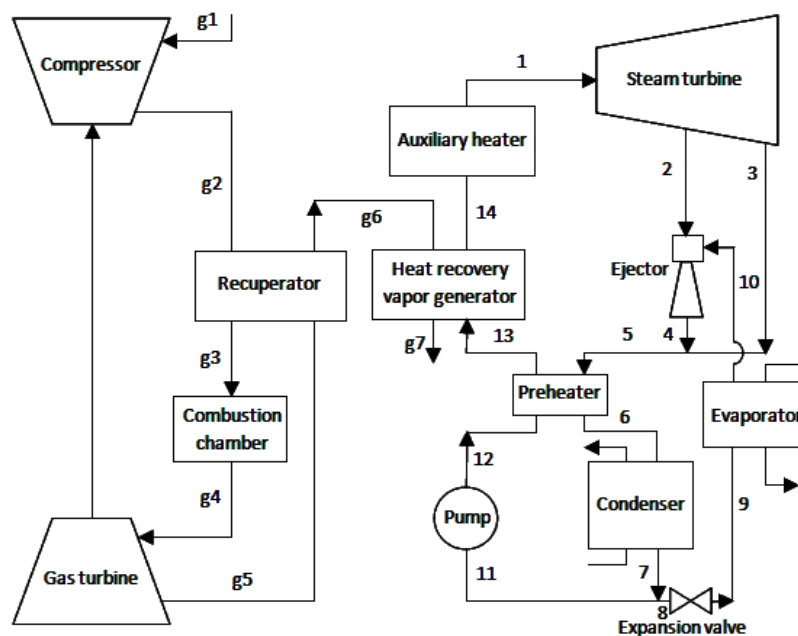 g1
Compressor
1
Steam turbine
Auxiliary heater
g2
2
3
g6
14
Recuperator
Heat recovery
vapor generator
Ejector
10
g3
g7
13
5
4
Preheater
Combustion
chamber
6
Evaporator
12
g4
Pump
Condenser
9
Gas turbine
g5
11
7
8
Expansion valve